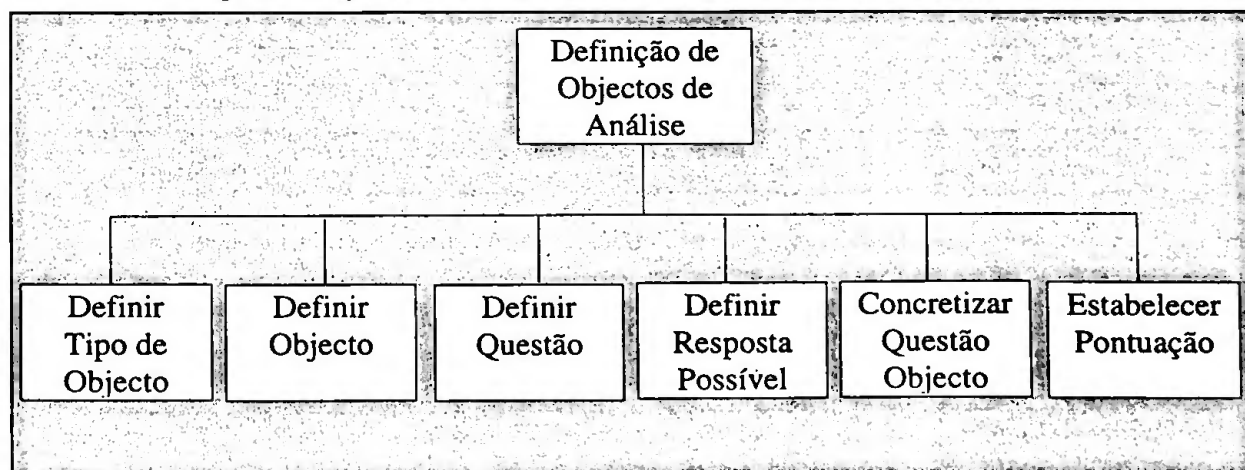 Definição de
Objectos de
Análise
Definir
Tipo de
Objecto
Definir
Objecto
Definir
Questão
Definir
Resposta
Possível
Concretizar
Questão
Objecto
Estabelecer
Pontuação